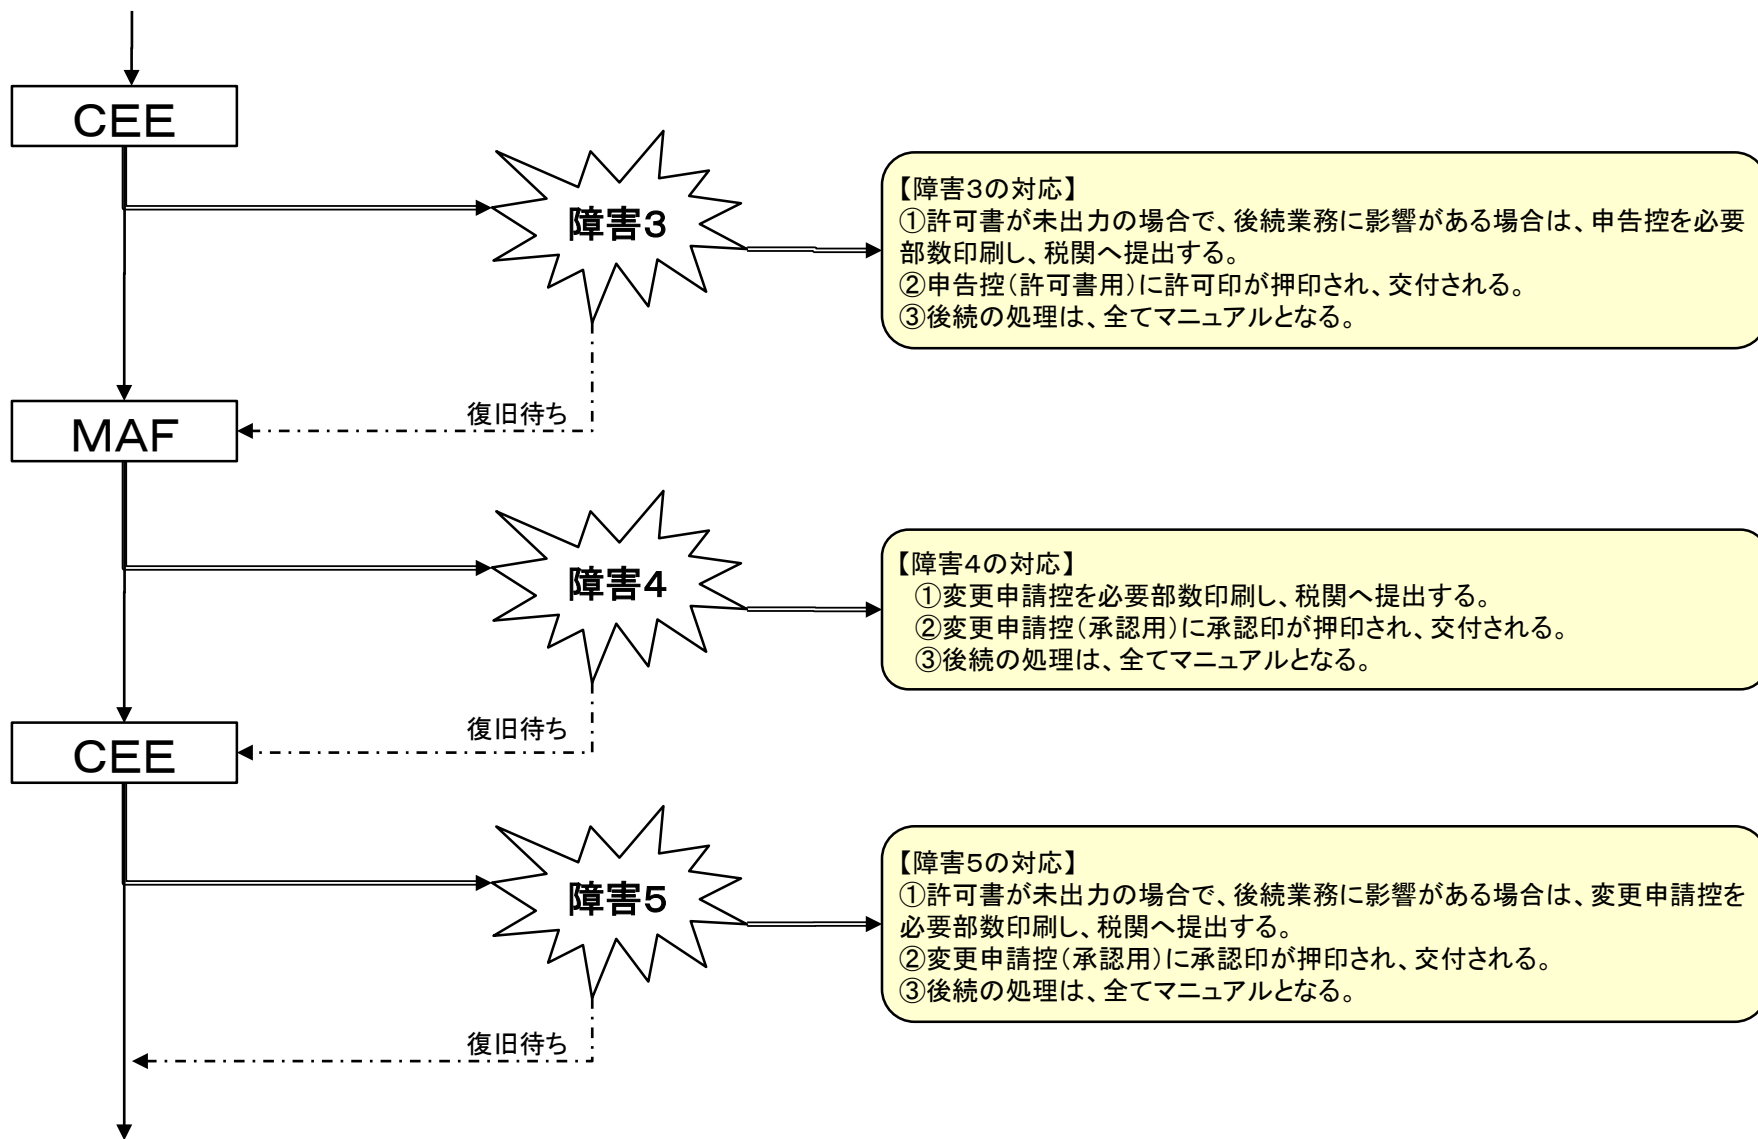 CEE
障害3
【障害3の対応】
①許可書が未出力の場合で、後続業務に影響がある場合は、申告控を必要
部数印刷し、税関へ提出する。
②申告控（許可書用）に許可印が押印され、交付される。
③後続の処理は、全てマニュアルとなる。
復旧待ち
MAF
障害4
【障害4の対応】
①変更申請控を必要部数印刷し、税関へ提出する。
②変更申請控（承認用）に承認印が押印され、交付される。
③後続の処理は、全てマニュアルとなる。
復旧待ち
CEE
障害5
【障害5の対応】
①許可書が未出力の場合で、後続業務に影響がある場合は、変更申請控を
必要部数印刷し、税関へ提出する。
②変更申請控（承認用）に承認印が押印され、交付される。
③後続の処理は、全てマニュアルとなる。
復旧待ち